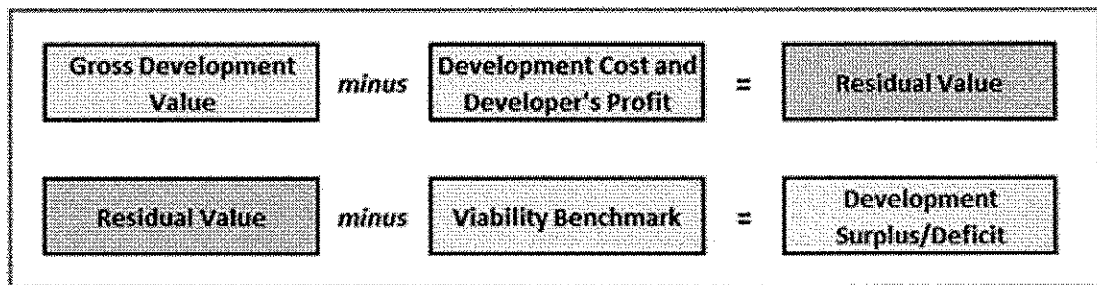 Gross Development Value minus Development Cost and Developer's Profit = Residual Value
Residual Value minus Viability Benchmark = Development Surplus/Deficit